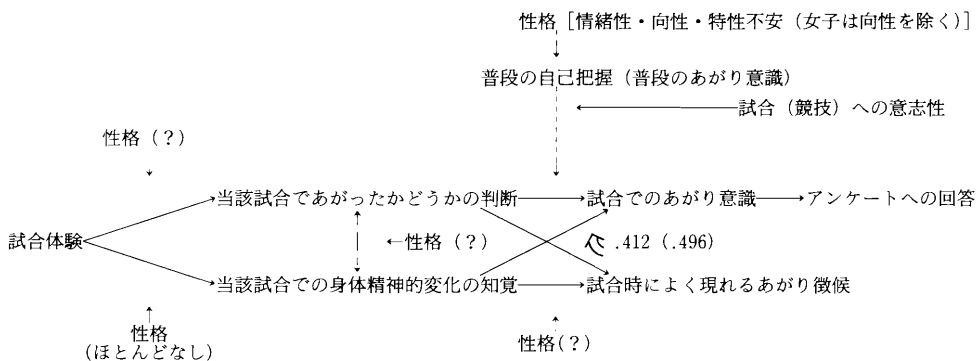 性格［情緒性・向性・特性不安（女子は向性を除く）］
普段の自己把握（普段のあがり意識）
試合（競技）への意志性
性格（？）
当該試合であがったかどうかの判断
試合でのあがり意識
アンケートへの回答
試合体験
←性格（？）
.412（.496）
当該試合での身体精神的変化の知覚
試合時によく現れるあがり徴候
性格
（ほとんどなし）
性格(？)